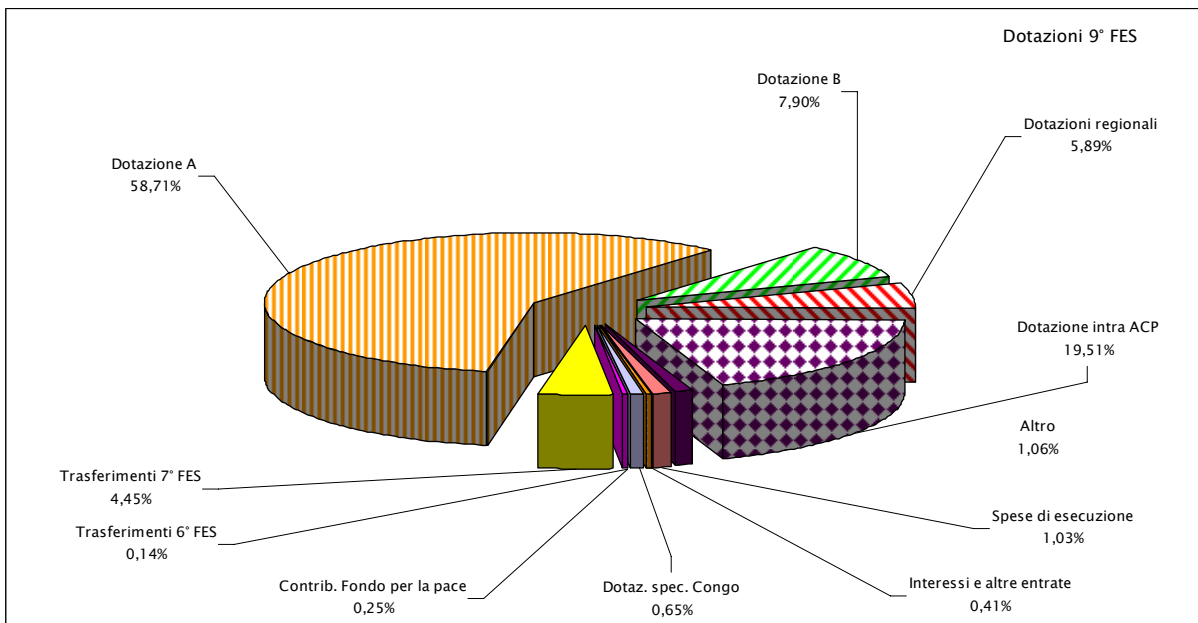 Dotazioni 9° FES
Dotazione B
7,90%
Dotazioni regionali
5,89%
Dotazione A
58,71%
Dotazione intra ACP
19,51%
Altro
1,06%
Trasferimenti 7° FES
4,45%
Spese di esecuzione
1,03%
Trasferimenti 6° FES
0,14%
Contrib. Fondo per la pace
0,25%
Dotaz. spec. Congo
0,65%
Interessi e altre entrate
0,41%